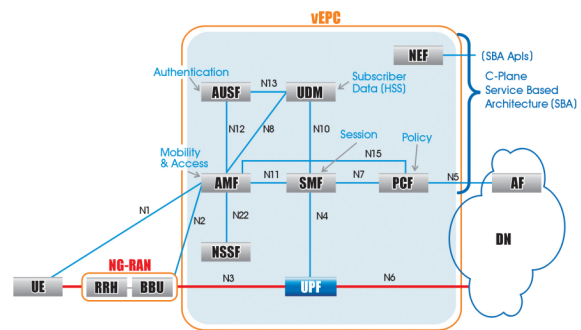 vEPC
NEF
(SBA ApIs)
C-Plane
Service Based
Architecture (SBA)
Authentication
N13
Subscriber
Data (HSS)
AUSF
UDM
N12
N8
N10
Session
Policy
Mobility
& Access
N15
AMF
N11
SMF
N7
PCF
N5
AF
N1
N2
N22
N4
NSSF
DN
NG-RAN
N3
N6
UE
RRH
BBU
UPF